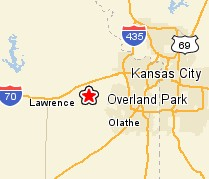 435
69
Kansas City
70
Lawrence
Overland Park
Olathe